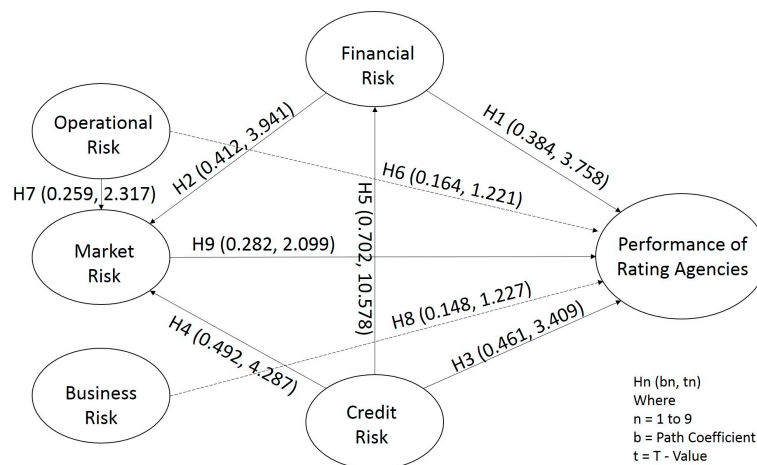 Financial
Risk
Operational
Risk
H1 (0.384, 3.758)
H2 (0.412, 3.941)
H6 (0.164, 1.221)
H7 (0.259, 2.317)
H5 (0.702, 10.578)
Market
Risk
H9 (0.282, 2.099)
Performance of
Rating Agencies
H8 (0.148, 1.227)
H4 (0.492, 4.287)
H3 (0.461, 3.409)
Business
Risk
Credit
Risk
Hn (bn, tn)
Where
n = 1 to 9
b = Path Coefficient
t = T - Value